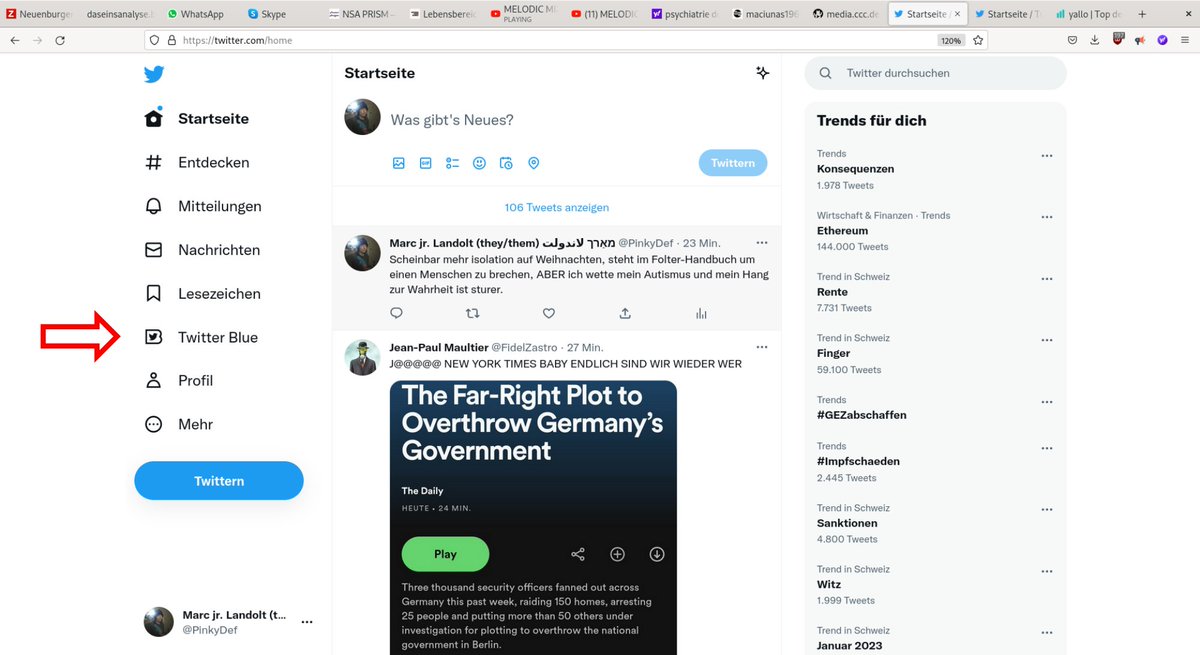 Neuenburger
daseinsanalyse.
WhatsApp
Skype
NSA PRISM –
Lebensberei
MELODIC MI
PLAYING
(11) MELODIC
psychiatrie d
maciunas196
media.ccc.de
Startseite /
Startseite / T
yallo | Top de
https://twitter.com/home
120%
Startseite
Entdecken
Mitteilungen
Nachrichten
Lesezeichen
Twitter Blue
Profil
Mehr
Twittern
Marc jr. Landolt (t...
@PinkyDef
Startseite
Was gibt's Neues?
GIF
Twittern
106 Tweets anzeigen
Marc jr. Landolt (they/them) מארך لاندولت @PinkyDef · 23 Min.
Scheinbar mehr isolation auf Weihnachten, steht im Folter-Handbuch um
einen Menschen zu brechen, ABER ich wette mein Autismus und mein Hang
zur Wahrheit ist sturer.
Jean-Paul Maultier @FidelZastro · 27 Min.
J@@@@@ NEW YORK TIMES BABY ENDLICH SIND WIR WIEDER WER
The Far-Right Plot to
Overthrow Germany’s
Government
The Daily
HEUTE • 24 MIN.
Play
Three thousand security officers fanned out across
Germany this past week, raiding 150 homes, arresting
25 people and putting more than 50 others under
investigation for plotting to overthrow the national
government in Berlin.
Twitter durchsuchen
Trends für dich
Trends
Konsequenzen
1.978 Tweets
Wirtschaft & Finanzen · Trends
Ethereum
144.000 Tweets
Trend in Schweiz
Rente
7.731 Tweets
Trend in Schweiz
Finger
59.100 Tweets
Trends
#GEZabschaffen
Trends
#Impfschaeden
2.445 Tweets
Trend in Schweiz
Sanktionen
4.800 Tweets
Trend in Schweiz
Witz
1.999 Tweets
Trend in Schweiz
Januar 2023